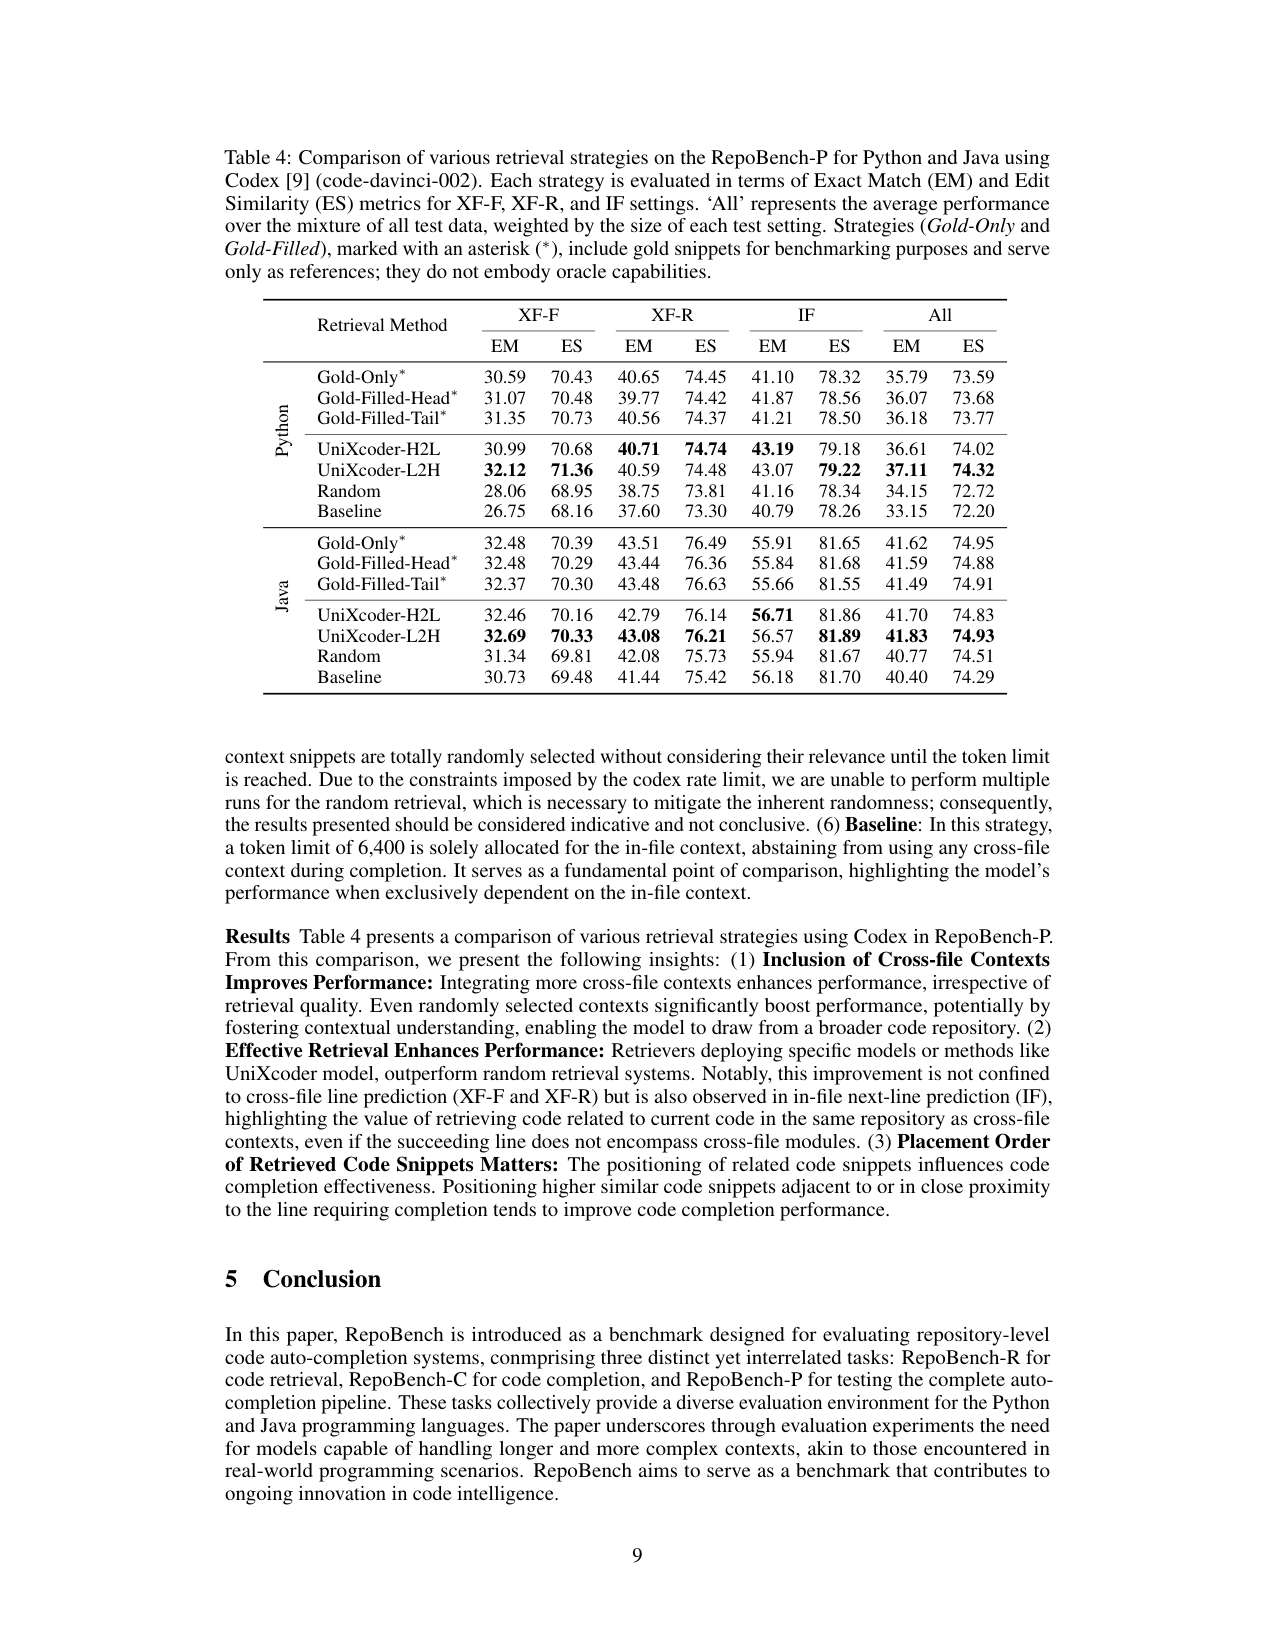 Table 4: Comparison of various retrieval strategies on the RepoBench-P for Python and Java using
Codex [9] (code-davinci-002). Each strategy is evaluated in terms of Exact Match (EM) and Edit
Similarity (ES) metrics for XF-F, XF-R, and IF settings. ‘All’ represents the average performance
over the mixture of all test data, weighted by the size of each test setting. Strategies (Gold-Only and
Gold-Filled), marked with an asterisk (*), include gold snippets for benchmarking purposes and serve
only as references; they do not embody oracle capabilities.
Retrieval Method XF-F XF-R IF All
EM ES EM ES EM ES EM ES
Python
Gold-Only* 30.59 70.43 40.65 74.45 41.10 78.32 35.79 73.59
Gold-Filled-Head* 31.07 70.48 39.77 74.42 41.87 78.56 36.07 73.68
Gold-Filled-Tail* 31.35 70.73 40.56 74.37 41.21 78.50 36.18 73.77
UniXcoder-H2L 30.99 70.68 40.71 74.74 43.19 79.18 36.61 74.02
UniXcoder-L2H 32.12 71.36 40.59 74.48 43.07 79.22 37.11 74.32
Random 28.06 68.95 38.75 73.81 41.16 78.34 34.15 72.72
Baseline 26.75 68.16 37.60 73.30 40.79 78.26 33.15 72.20
Java
Gold-Only* 32.48 70.39 43.51 76.49 55.91 81.65 41.62 74.95
Gold-Filled-Head* 32.48 70.29 43.44 76.36 55.84 81.68 41.59 74.88
Gold-Filled-Tail* 32.37 70.30 43.48 76.63 55.66 81.55 41.49 74.91
UniXcoder-H2L 32.46 70.16 42.79 76.14 56.71 81.86 41.70 74.83
UniXcoder-L2H 32.69 70.33 43.08 76.21 56.57 81.89 41.83 74.93
Random 31.34 69.81 42.08 75.73 55.94 81.67 40.77 74.51
Baseline 30.73 69.48 41.44 75.42 56.18 81.70 40.40 74.29
context snippets are totally randomly selected without considering their relevance until the token limit
is reached. Due to the constraints imposed by the codex rate limit, we are unable to perform multiple
runs for the random retrieval, which is necessary to mitigate the inherent randomness; consequently,
the results presented should be considered indicative and not conclusive. (6) Baseline: In this strategy,
a token limit of 6,400 is solely allocated for the in-file context, abstaining from using any cross-file
context during completion. It serves as a fundamental point of comparison, highlighting the model’s
performance when exclusively dependent on the in-file context.
Results Table 4 presents a comparison of various retrieval strategies using Codex in RepoBench-P.
From this comparison, we present the following insights: (1) Inclusion of Cross-file Contexts
Improves Performance: Integrating more cross-file contexts enhances performance, irrespective of
retrieval quality. Even randomly selected contexts significantly boost performance, potentially by
fostering contextual understanding, enabling the model to draw from a broader code repository. (2)
Effective Retrieval Enhances Performance: Retrievers deploying specific models or methods like
UniXcoder model, outperform random retrieval systems. Notably, this improvement is not confined
to cross-file line prediction (XF-F and XF-R) but is also observed in in-file next-line prediction (IF),
highlighting the value of retrieving code related to current code in the same repository as cross-file
contexts, even if the succeeding line does not encompass cross-file modules. (3) Placement Order
of Retrieved Code Snippets Matters: The positioning of related code snippets influences code
completion effectiveness. Positioning higher similar code snippets adjacent to or in close proximity
to the line requiring completion tends to improve code completion performance.
5 Conclusion
In this paper, RepoBench is introduced as a benchmark designed for evaluating repository-level
code auto-completion systems, conmprising three distinct yet interrelated tasks: RepoBench-R for
code retrieval, RepoBench-C for code completion, and RepoBench-P for testing the complete auto-
completion pipeline. These tasks collectively provide a diverse evaluation environment for the Python
and Java programming languages. The paper underscores through evaluation experiments the need
for models capable of handling longer and more complex contexts, akin to those encountered in
real-world programming scenarios. RepoBench aims to serve as a benchmark that contributes to
ongoing innovation in code intelligence.
9